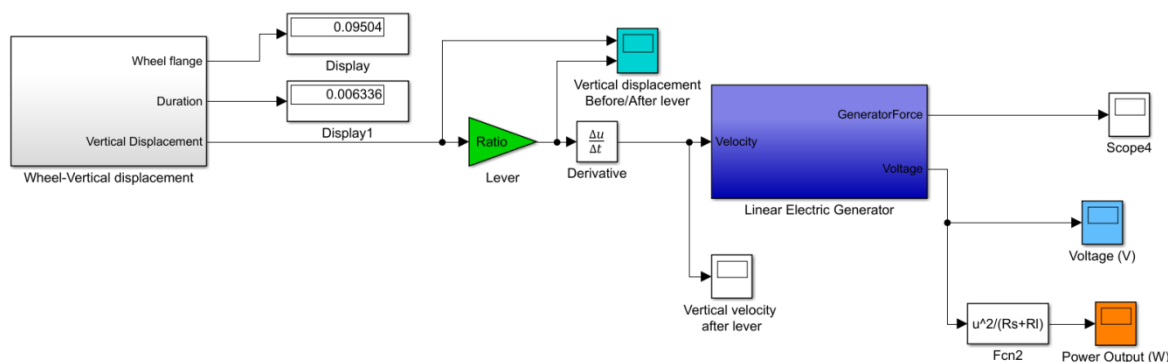 0.09504
Wheel flange
Display
Duration
0.006336
Display1
Vertical Displacement
Wheel-Vertical displacement
Ratio
Lever
Vertical displacement
Before/After lever
Δu
Δt
Derivative
Velocity
GeneratorForce
Voltage
Linear Electric Generator
Scope4
Vertical velocity
after lever
Voltage (V)
u^2/(Rs+Rl)
Fcn2
Power Output (W)